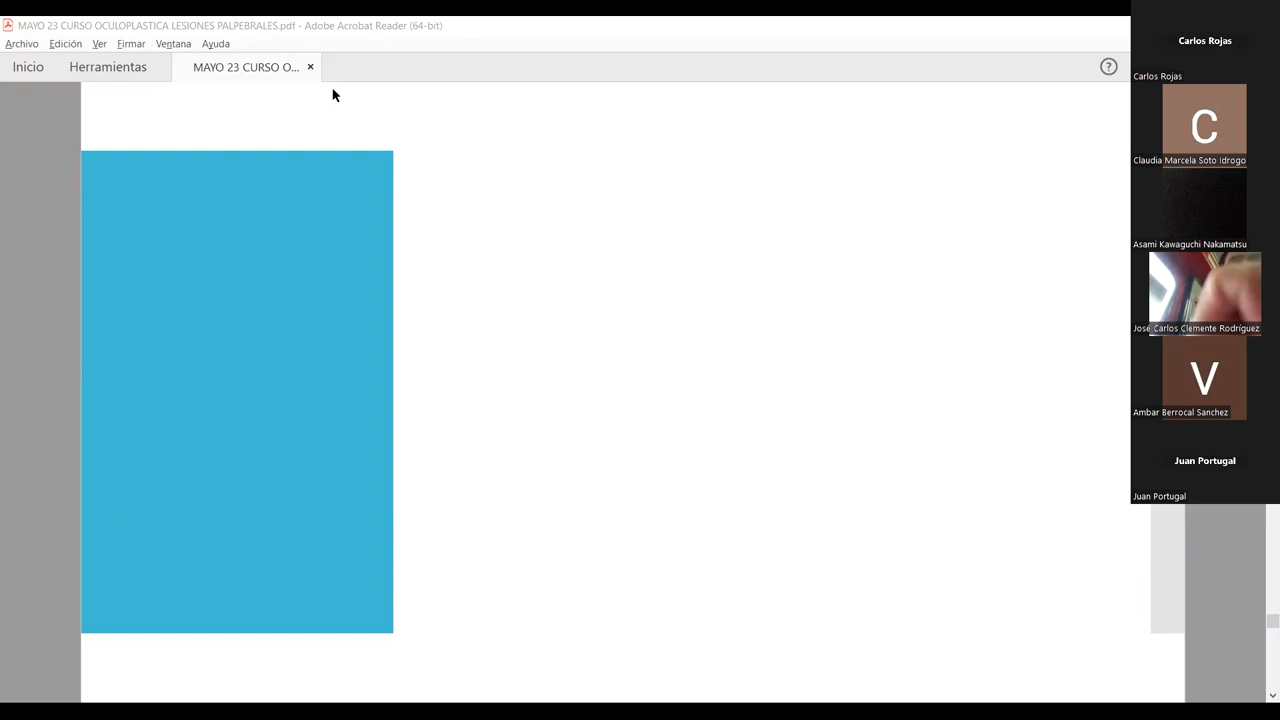 MAYO 23 CURSO OCULOPLASTICA LESIONES PALPEBRALES.pdf - Adobe Acrobat Reader (64-bit)
Archivo Edición Ver Firmar Ventana Ayuda
Inicio Herramientas MAYO 23 CURSO O... ×
?
Carlos Rojas
Carlos Rojas
C
Claudia Marcela Soto Idrogo
Asami Kawaguchi Nakamatsu
José Carlos Clemente Rodríguez
V
Ambar Berrocal Sanchez
Juan Portugal
Juan Portugal